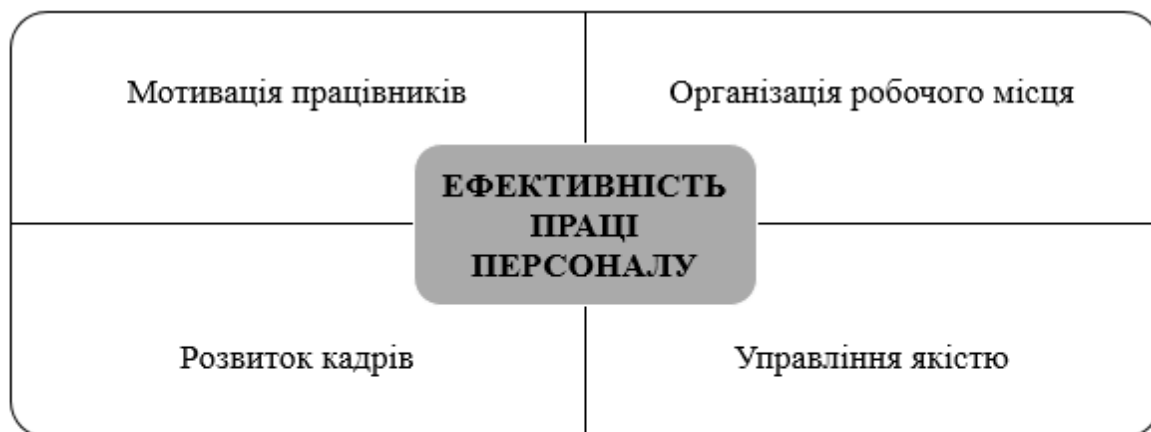 Мотивація працівників
Організація робочого місця
ЕФЕКТИВНІСТЬ
ПРАЦІ
ПЕРСОНАЛУ
Розвиток кадрів
Управління якістю